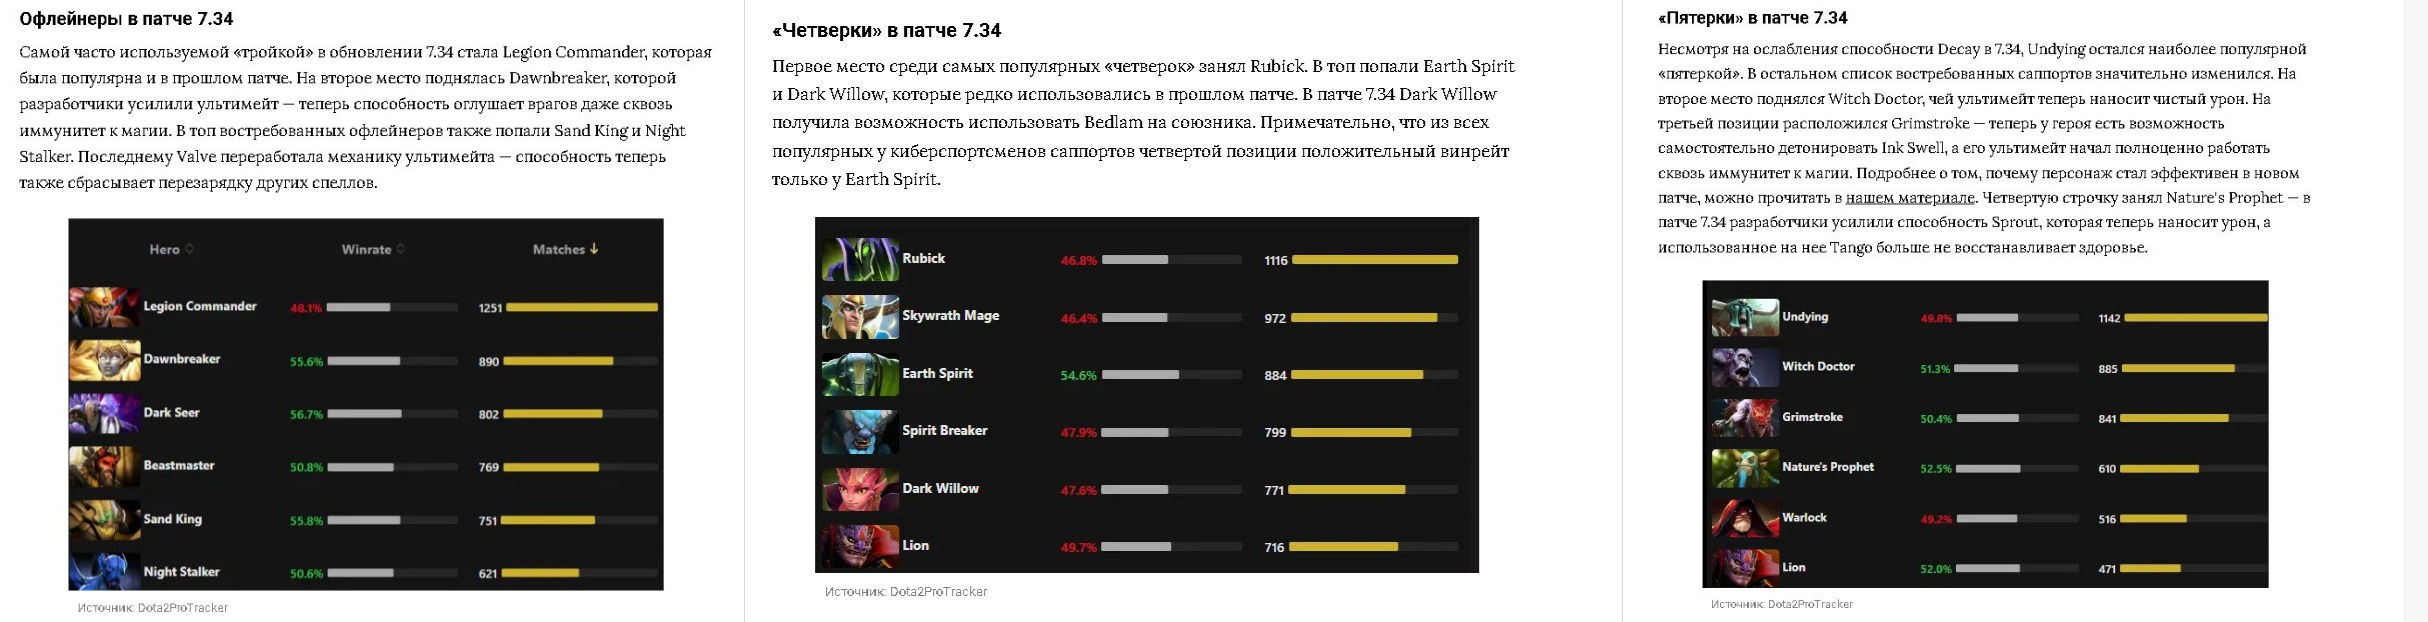 Офлейнеры в патче 7.34
Самой часто используемой «тройкой» в обновлении 7.34 стала Legion Commander, которая
была популярна и в прошлом патче. На второе место поднялась Dawnbreaker, которой
разработчики усилили ультимейт — теперь способность оглушает врагов даже сквозь
иммунитет к магии. В топ востребованных офлейнеров также попали Sand King и Night
Stalker. Последнему Valve переработала механику ультимейта — способность теперь
также сбрасывает перезарядку других спеллов.
Hero Winrate Matches
Legion Commander 48.1% 1251
Dawnbreaker 55.6% 890
Dark Seer 56.7% 802
Beastmaster 50.8% 769
Sand King 55.8% 751
Night Stalker 50.6% 621
Источник: Dota2ProTracker
«Четверки» в патче 7.34
Первое место среди самых популярных «четверок» занял Rubick. В топ попали Earth Spirit
и Dark Willow, которые редко использовались в прошлом патче. В патче 7.34 Dark Willow
получила возможность использовать Bedlam на союзника. Примечательно, что из всех
популярных у киберспортсменов саппортов четвертой позиции положительный винрейт
только у Earth Spirit.
Rubick 46.8% 1116
Skywrath Mage 46.4% 972
Earth Spirit 54.6% 884
Spirit Breaker 47.9% 799
Dark Willow 47.6% 771
Lion 49.7% 716
Источник: Dota2ProTracker
«Пятерки» в патче 7.34
Несмотря на ослабления способности Decay в 7.34, Undying остался наиболее популярной
«пятеркой». В остальном список востребованных саппортов значительно изменился. На
второе место поднялся Witch Doctor, чей ультимейт теперь наносит чистый урон. На
третьей позиции расположился Grimstroke — теперь у героя есть возможность
самостоятельно детонировать Ink Swell, а его ультимейт начал полноценно работать
сквозь иммунитет к магии. Подробнее о том, почему персонаж стал эффективен в новом
патче, можно прочитать в нашем материале. Четвертую строчку занял Nature's Prophet — в
патче 7.34 разработчики усилили способность Sprout, которая теперь наносит урон, а
использованное на нее Tango больше не восстанавливает здоровье.
Undying 49.8% 1142
Witch Doctor 51.3% 885
Grimstroke 50.4% 841
Nature's Prophet 52.5% 610
Warlock 49.2% 516
Lion 52.0% 471
Источник: Dota2ProTracker